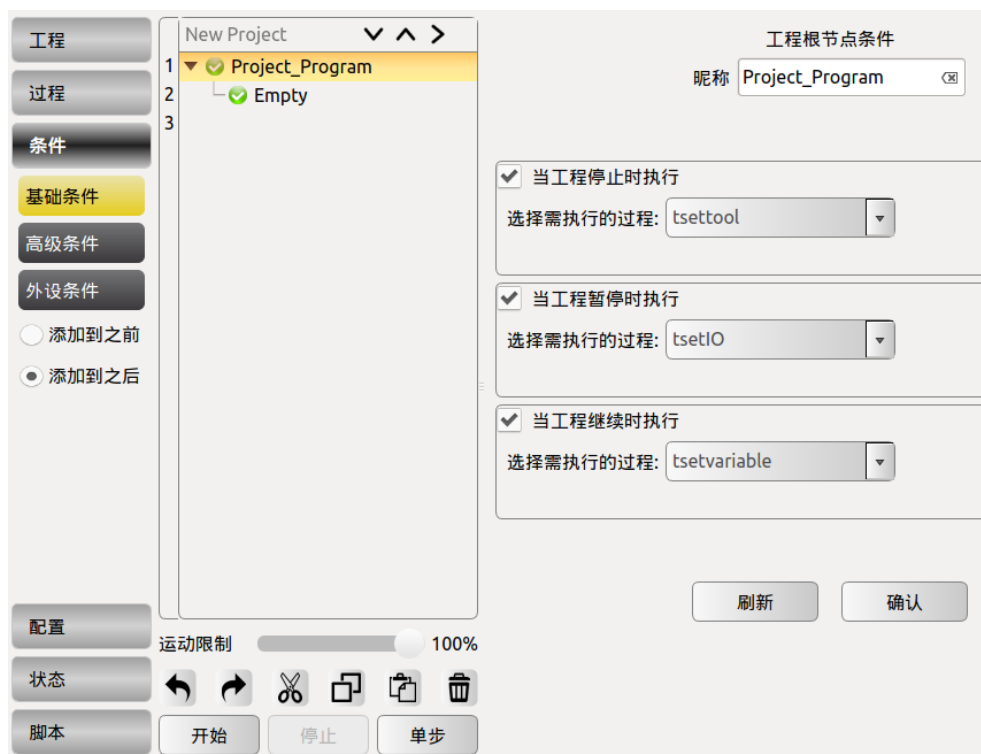 工程
过程
条件
基础条件
高级条件
外设条件
添加到之前
添加到之后
配置
状态
脚本
New Project
1 Project_Program
2 Empty
3
运动限制 100%
开始 停止 单步
工程根节点条件
昵称 Project_Program
当工程停止时执行
选择需执行的过程: tsettool
当工程暂停时执行
选择需执行的过程: tsetIO
当工程继续时执行
选择需执行的过程: tsetvariable
刷新 确认